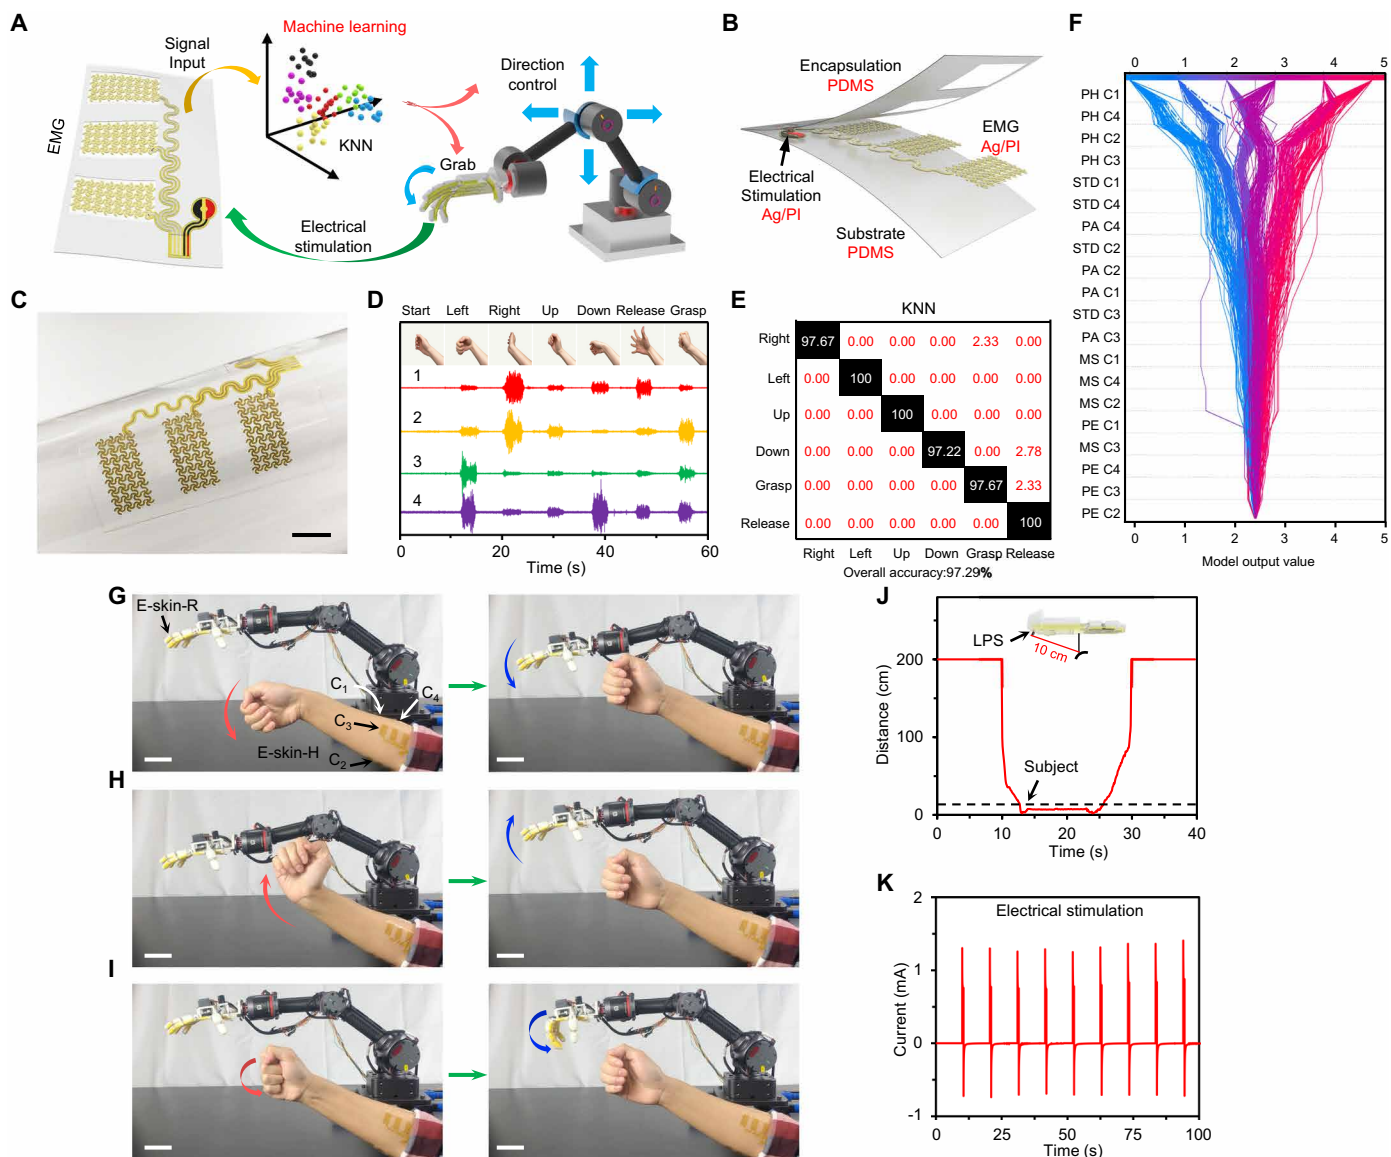 A
Machine learning
Signal
Input
EMG
KNN
Direction
control
Grab
Electrical
stimulation
B
Encapsulation
PDMS
EMG
Ag/PI
Electrical
Stimulation
Ag/PI
Substrate
PDMS
C
D
Start Left Right Up Down Release Grasp
1
2
3
4
0 20 40 60
Time (s)
E
KNN
Right 97.67 0.00 0.00 0.00 2.33 0.00
Left 0.00 100 0.00 0.00 0.00 0.00
Up 0.00 0.00 100 0.00 0.00 0.00
Down 0.00 0.00 0.00 97.22 0.00 2.78
Grasp 0.00 0.00 0.00 0.00 97.67 2.33
Release 0.00 0.00 0.00 0.00 0.00 100
Right Left Up Down Grasp Release
Overall accuracy:97.29%
F
0 1 2 3 4 5
PH C1
PH C4
PH C2
PH C3
STD C1
STD C4
PA C4
STD C2
PA C2
PA C1
STD C3
PA C3
MS C1
MS C4
MS C2
PE C1
MS C3
PE C4
PE C3
PE C2
0 1 2 3 4 5
Model output value
G
E-skin-R
C1
C4
C3
E-skin-H
C2
H
I
J
LPS
10 cm
Distance (cm)
200
100
0
Subject
0 10 20 30 40
Time (s)
K
Electrical stimulation
Current (mA)
2
1
0
-1
0 25 50 75 100
Time (s)